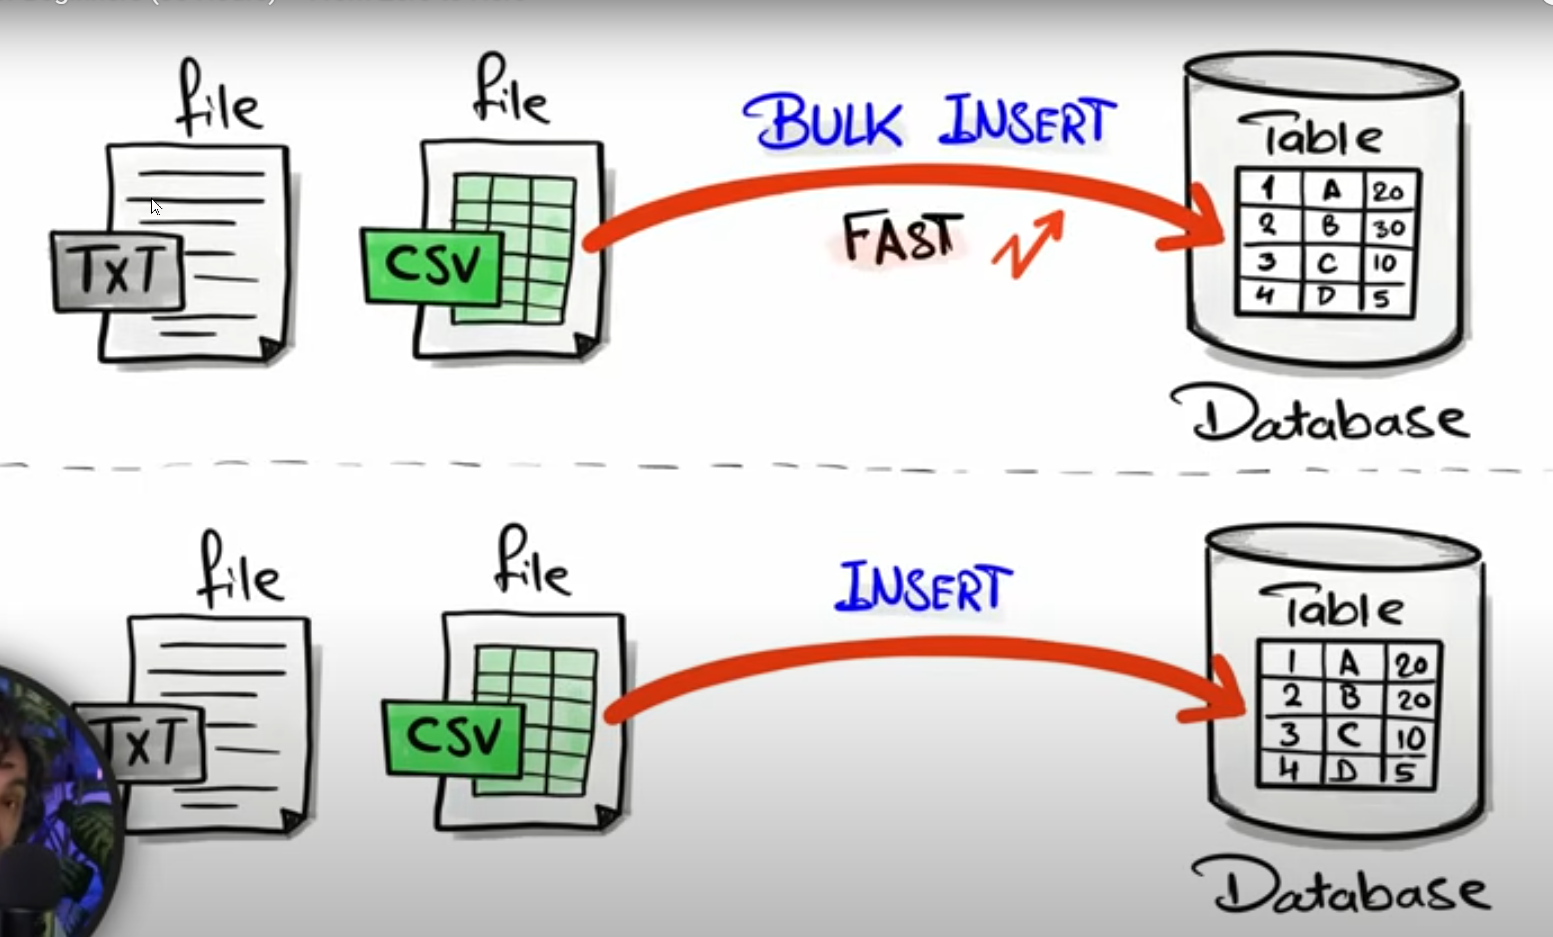 file
file
BULK INSERT
FAST
TXT
CSV
Table
1 A 20
2 B 30
3 C 10
4 D 5
Database
file
file
INSERT
TXT
CSV
Table
1 A 20
2 B 20
3 C 10
4 D 5
Database